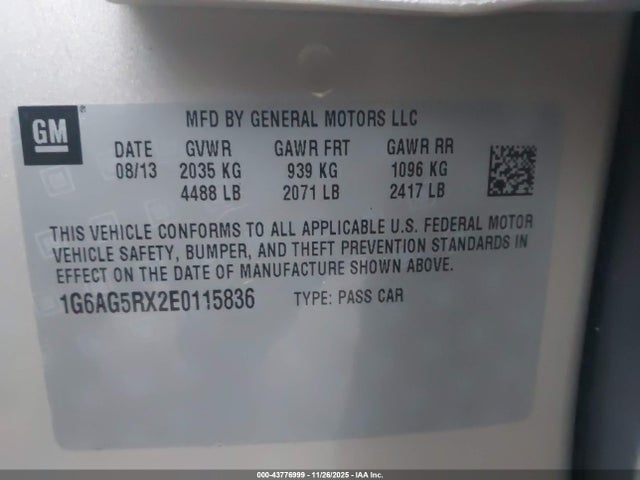 GM
®
MFD BY GENERAL MOTORS LLC
DATE GVWR GAWR FRT GAWR RR
08/13 2035 KG 939 KG 1096 KG
4488 LB 2071 LB 2417 LB
THIS VEHICLE CONFORMS TO ALL APPLICABLE U.S. FEDERAL MOTOR
VEHICLE SAFETY, BUMPER, AND THEFT PREVENTION STANDARDS IN
EFFECT ON THE DATE OF MANUFACTURE SHOWN ABOVE.
1G6AG5RX2E0115836 TYPE: PASS CAR
000-43776999 | 11/26/2025 | IAA Inc.